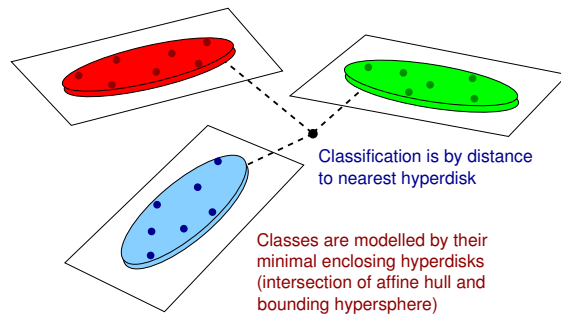 Classification is by distance
to nearest hyperdisk
Classes are modelled by their
minimal enclosing hyperdisks
(intersection of affine hull and
bounding hypersphere)